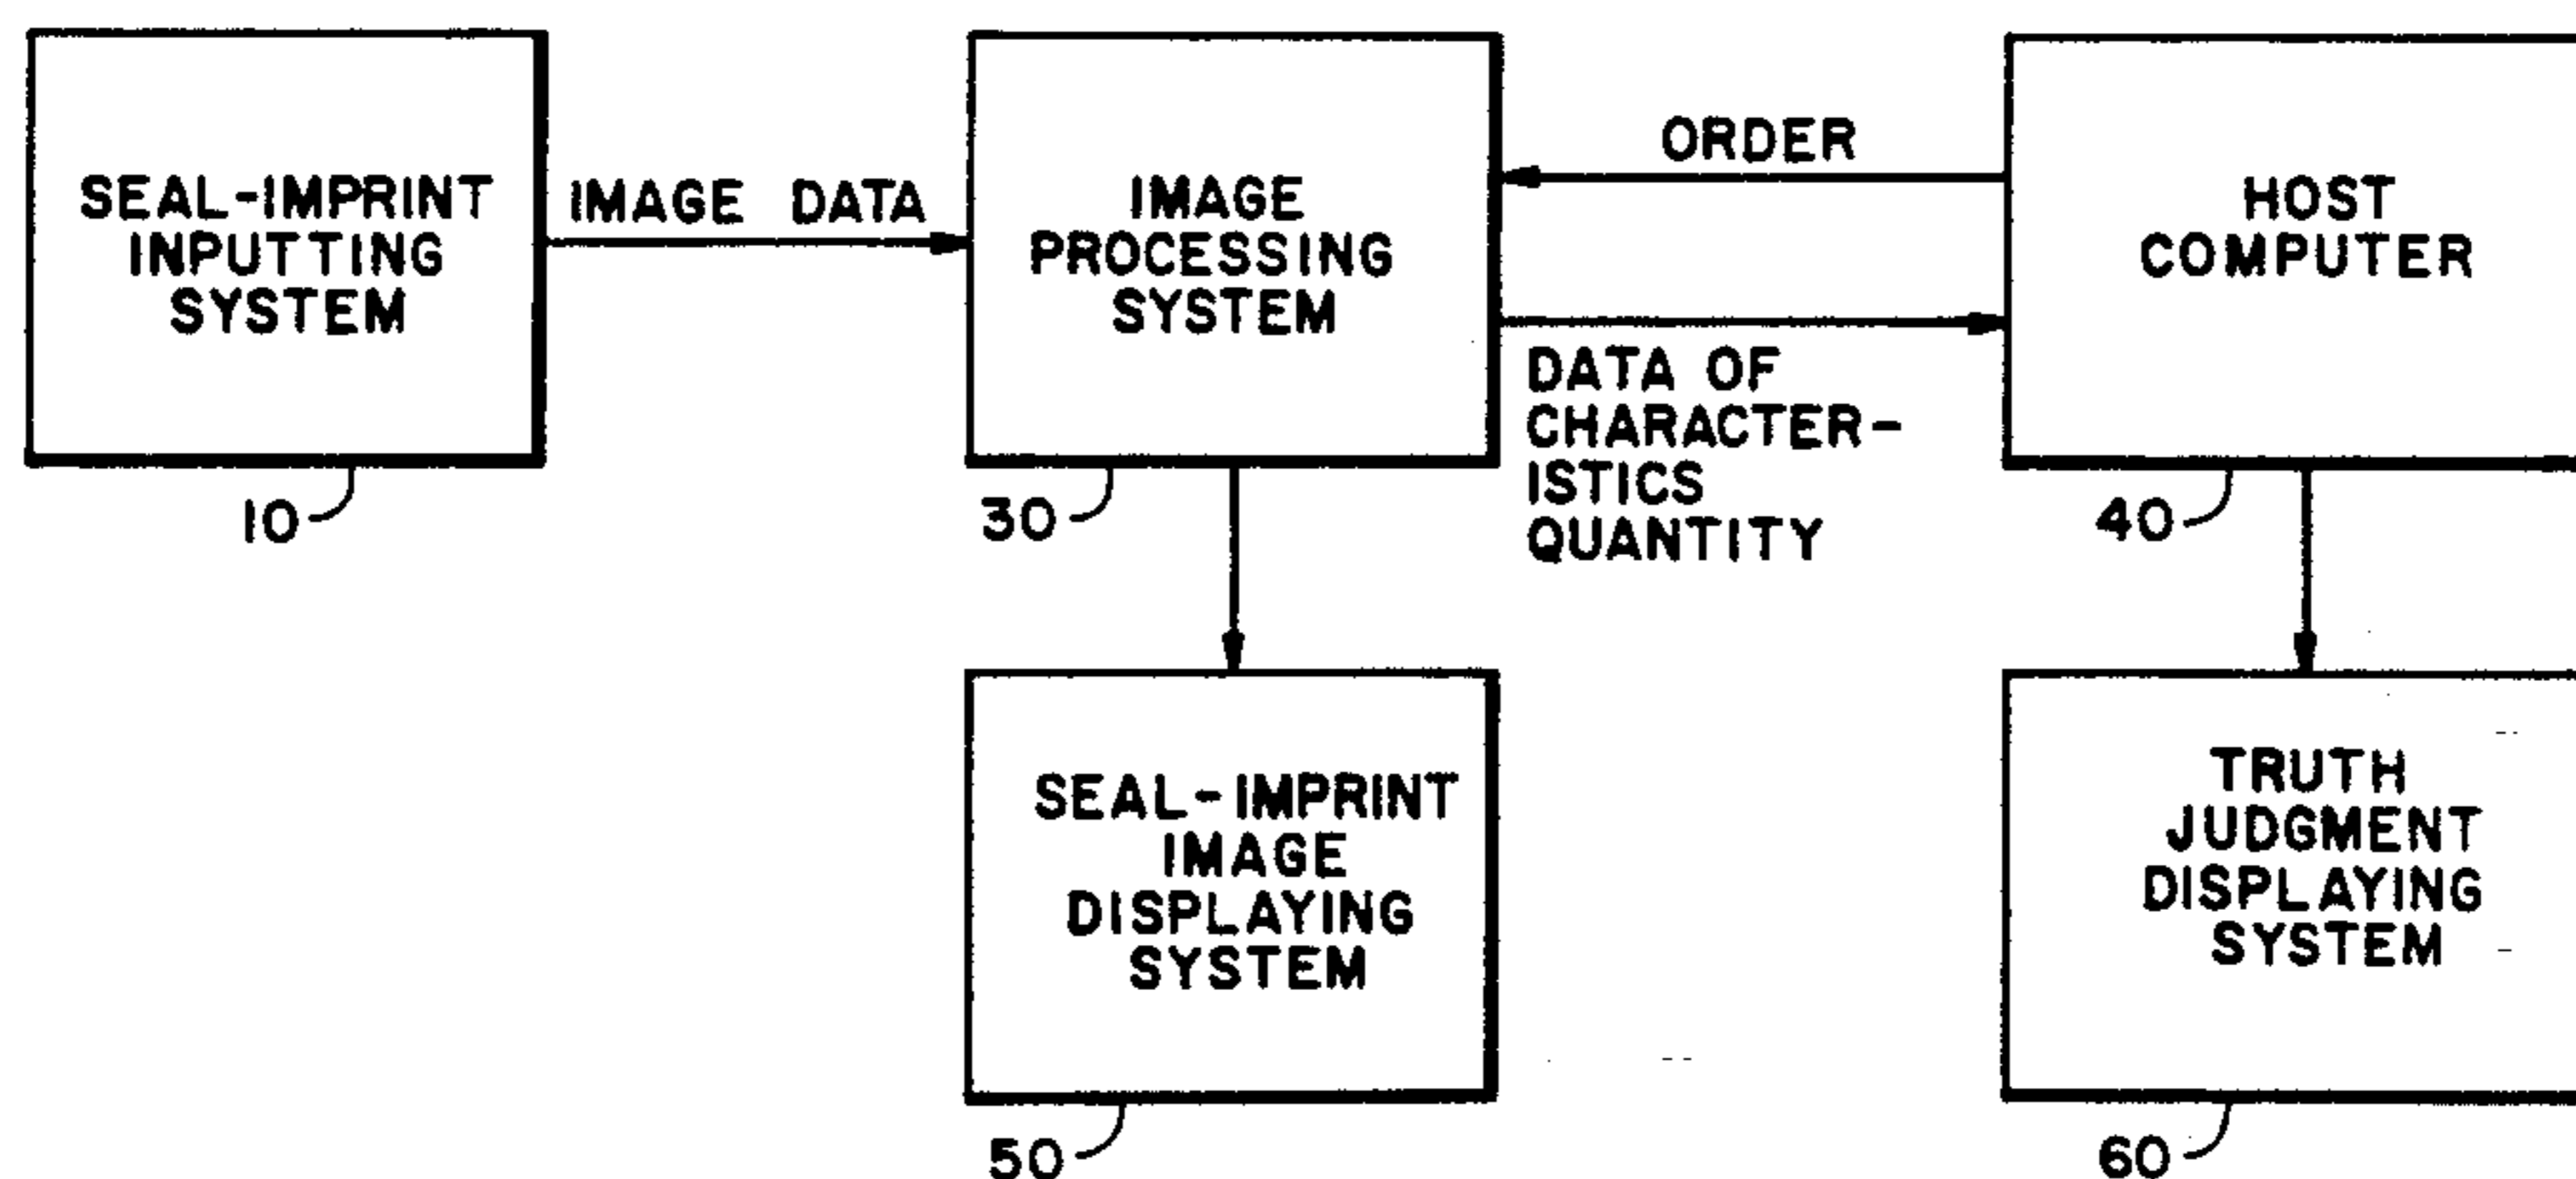 SEAL-IMPRINT
INPUTTING
SYSTEM
10
IMAGE DATA
IMAGE
PROCESSING
SYSTEM
30
ORDER
DATA OF
CHARACTER-
ISTICS
QUANTITY
HOST
COMPUTER
40
SEAL-IMPRINT
IMAGE
DISPLAYING
SYSTEM
50
TRUTH
JUDGMENT
DISPLAYING
SYSTEM
60